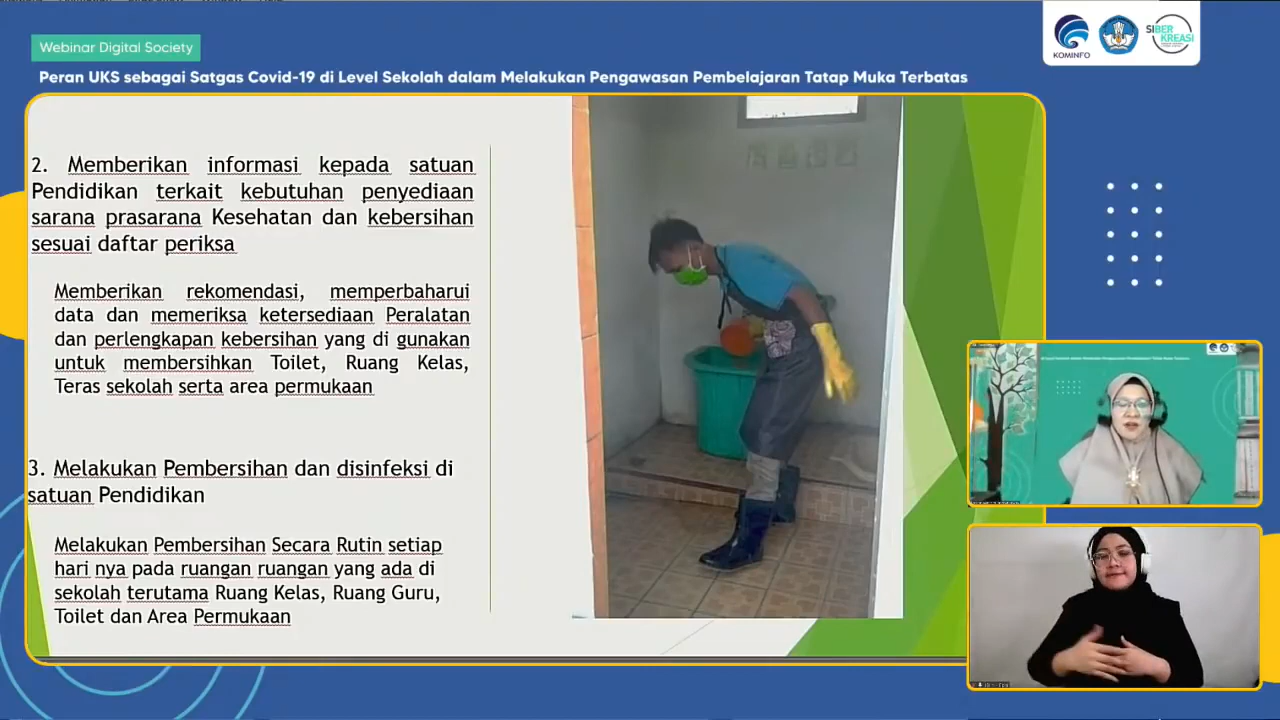 Webinar Digital Society
Peran UKS sebagai Satgas Covid-19 di Level Sekolah dalam Melakukan Pengawasan Pembelajaran Tatap Muka Terbatas
KOMINFO
SIBER
KREASI
2. Memberikan informasi kepada satuan
Pendidikan terkait kebutuhan penyediaan
sarana prasarana Kesehatan dan kebersihan
sesuai daftar periksa
Memberikan rekomendasi, memperbaharui
data dan memeriksa ketersediaan Peralatan
dan perlengkapan kebersihan yang di gunakan
untuk membersihkan Toilet, Ruang Kelas,
Teras sekolah serta area permukaan
3. Melakukan Pembersihan dan disinfeksi di
satuan Pendidikan
Melakukan Pembersihan Secara Rutin setiap
hari nya pada ruangan ruangan yang ada di
sekolah terutama Ruang Kelas, Ruang Guru,
Toilet dan Area Permukaan